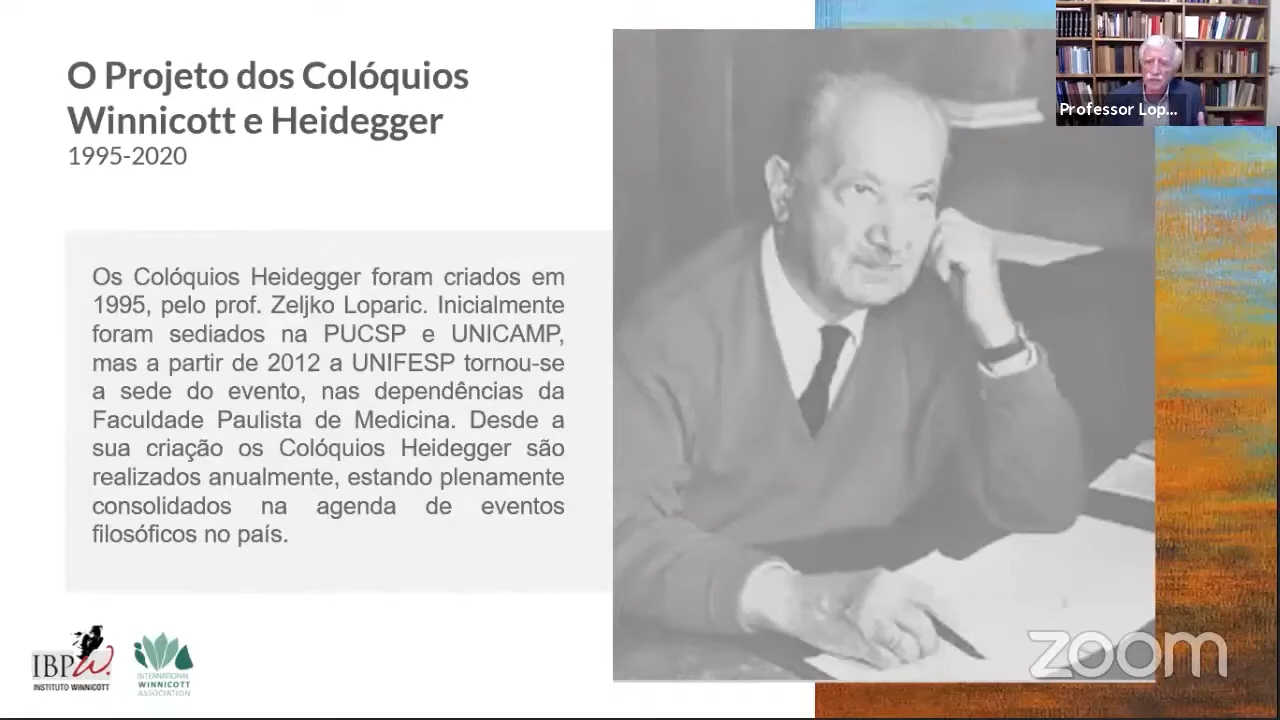 O Projeto dos Colóquios
Winnicott e Heidegger
1995-2020
Os Colóquios Heidegger foram criados em
1995, pelo prof. Zeljko Loparic. Inicialmente
foram sediados na PUCSP e UNICAMP,
mas a partir de 2012 a UNIFESP tornou-se
a sede do evento, nas dependências da
Faculdade Paulista de Medicina. Desde a
sua criação os Colóquios Heidegger são
realizados anualmente, estando plenamente
consolidados na agenda de eventos
filosóficos no país.
Professor Lop...
IBPW.
INSTITUTO WINNICOTT
INTERNATIONAL
WINNICOTT
ASSOCIATION
zoom